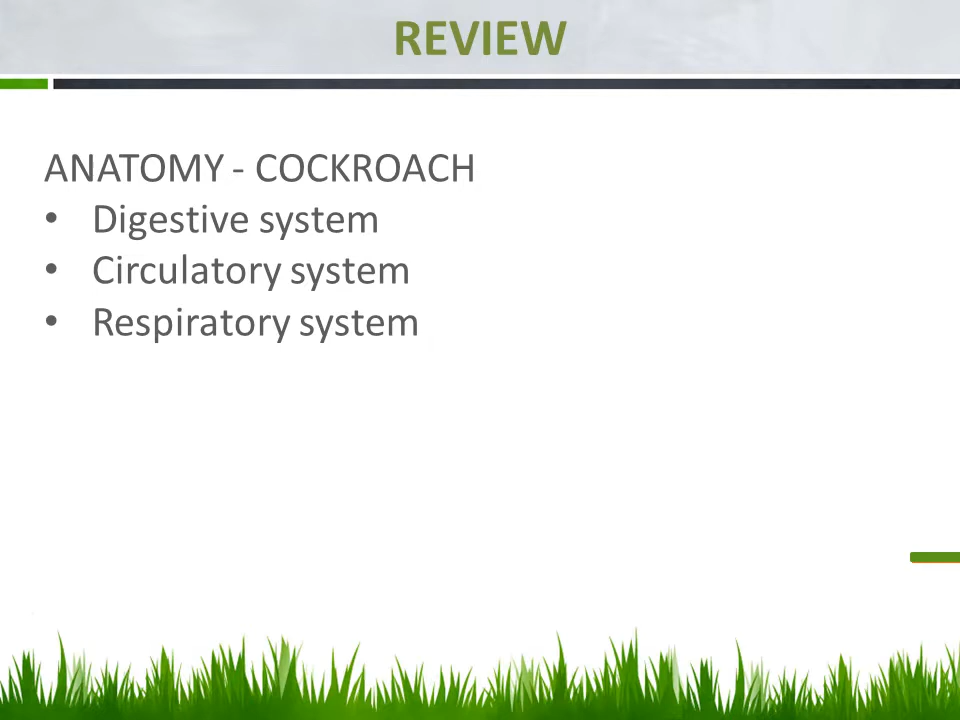 REVIEW
ANATOMY - COCKROACH
• Digestive system
• Circulatory system
• Respiratory system